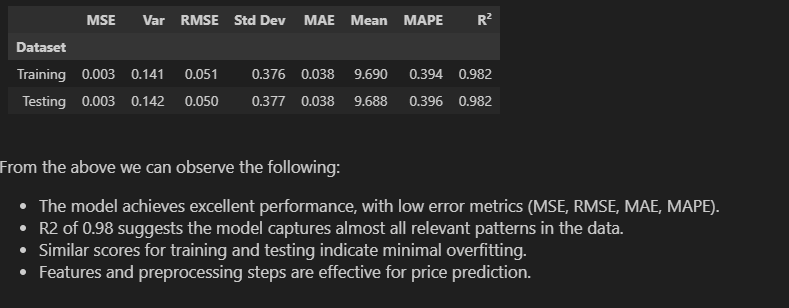 MSE Var RMSE Std Dev MAE Mean MAPE R²
Dataset
Training 0.003 0.141 0.051 0.376 0.038 9.690 0.394 0.982
Testing 0.003 0.142 0.050 0.377 0.038 9.688 0.396 0.982
From the above we can observe the following:
• The model achieves excellent performance, with low error metrics (MSE, RMSE, MAE, MAPE).
• R2 of 0.98 suggests the model captures almost all relevant patterns in the data.
• Similar scores for training and testing indicate minimal overfitting.
• Features and preprocessing steps are effective for price prediction.